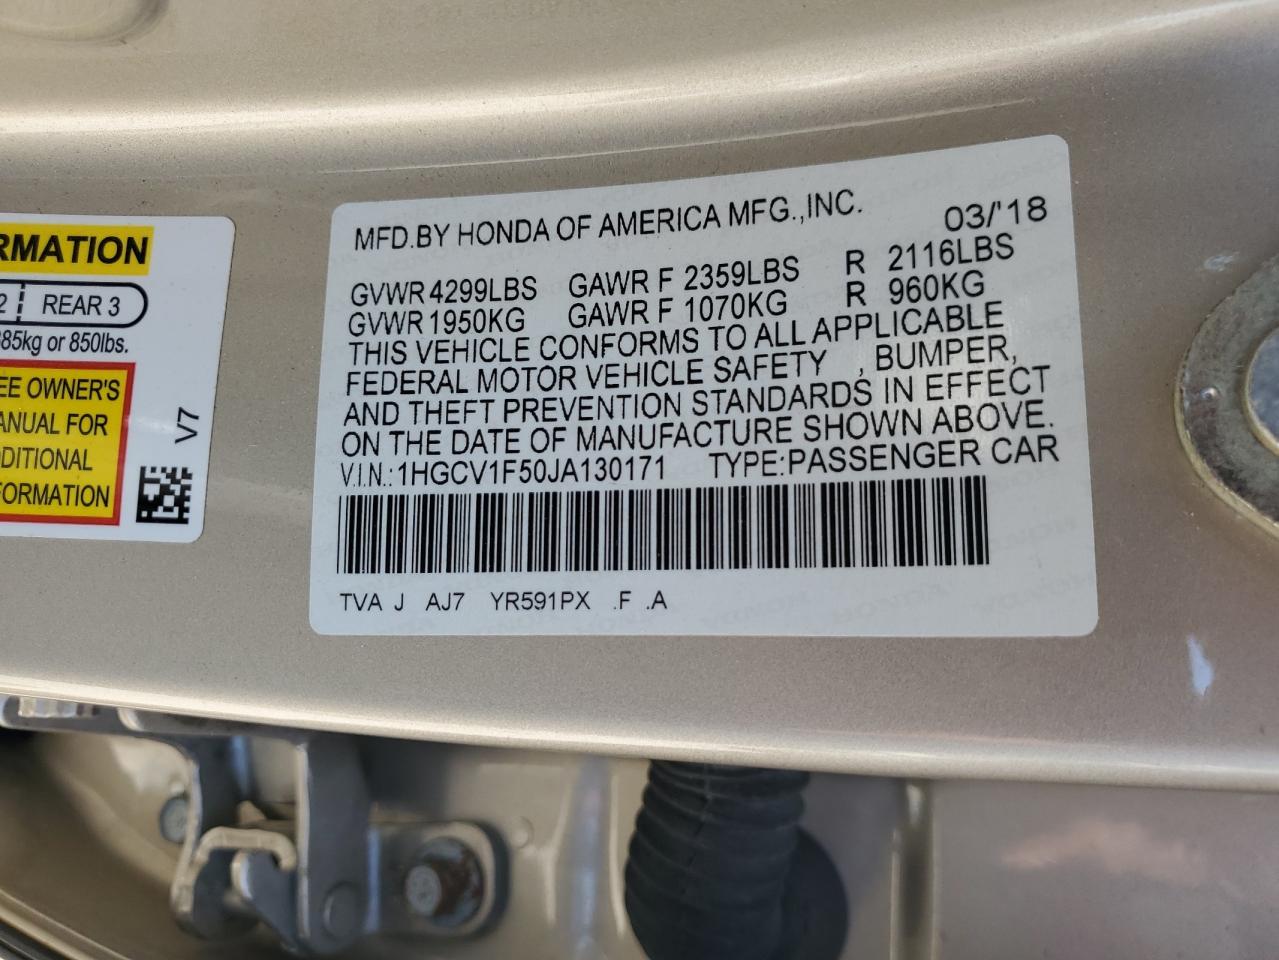 RMATION
2 REAR 3
385kg or 850lbs.
EE OWNER'S
ANUAL FOR
DDITIONAL
FORMATION
V7
MFD.BY HONDA OF AMERICA MFG.,INC. 03/'18
GVWR 4299LBS GAWR F 2359LBS R 2116LBS
GVWR 1950KG GAWR F 1070KG R 960KG
THIS VEHICLE CONFORMS TO ALL APPLICABLE
FEDERAL MOTOR VEHICLE SAFETY , BUMPER,
AND THEFT PREVENTION STANDARDS IN EFFECT
ON THE DATE OF MANUFACTURE SHOWN ABOVE.
V.I.N.:1HGCV1F50JA130171 TYPE:PASSENGER CAR
TVA J AJ7 YR591PX .F .A